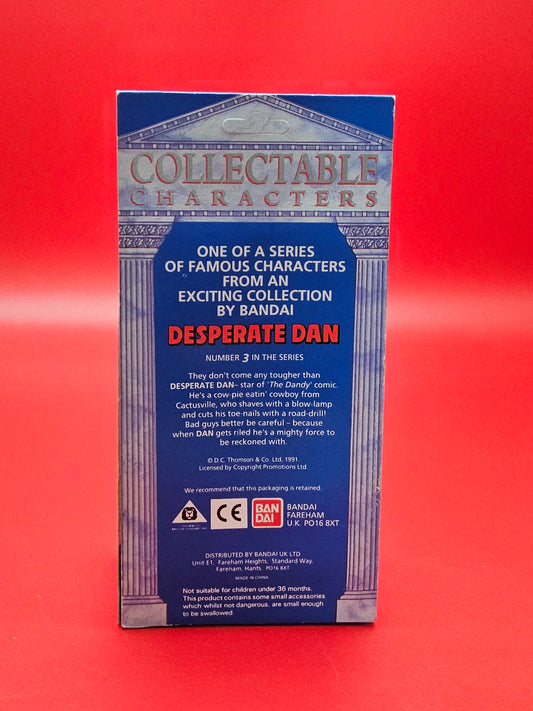 COLLECTABLE
CHARACTERS
ONE OF A SERIES
OF FAMOUS CHARACTERS
FROM AN
EXCITING COLLECTION
BY BANDAI
DESPERATE DAN
NUMBER 3 IN THE SERIES
They don't come any tougher than
DESPERATE DAN– star of 'The Dandy' comic.
He's a cow-pie eatin' cowboy from
Cactusville, who shaves with a blow-lamp
and cuts his toe-nails with a road-drill!
Bad guys better be careful – because
when DAN gets riled he's a mighty force to
be reckoned with.
© D.C. Thomson & Co. Ltd, 1991
Licensed by Copyright Promotions Ltd.
We recommend that this packaging is retained.
CE
BAN
DAI
BANDAI
FAREHAM
U.K. PO16 8XT
DISTRIBUTED BY BANDAI UK LTD
Unit E1, Fareham Heights, Standard Way,
Fareham, Hants. PO16 8XT
MADE IN CHINA
Not suitable for children under 36 months.
This product contains some small accessories
which whilst not dangerous, are small enough
to be swallowed.